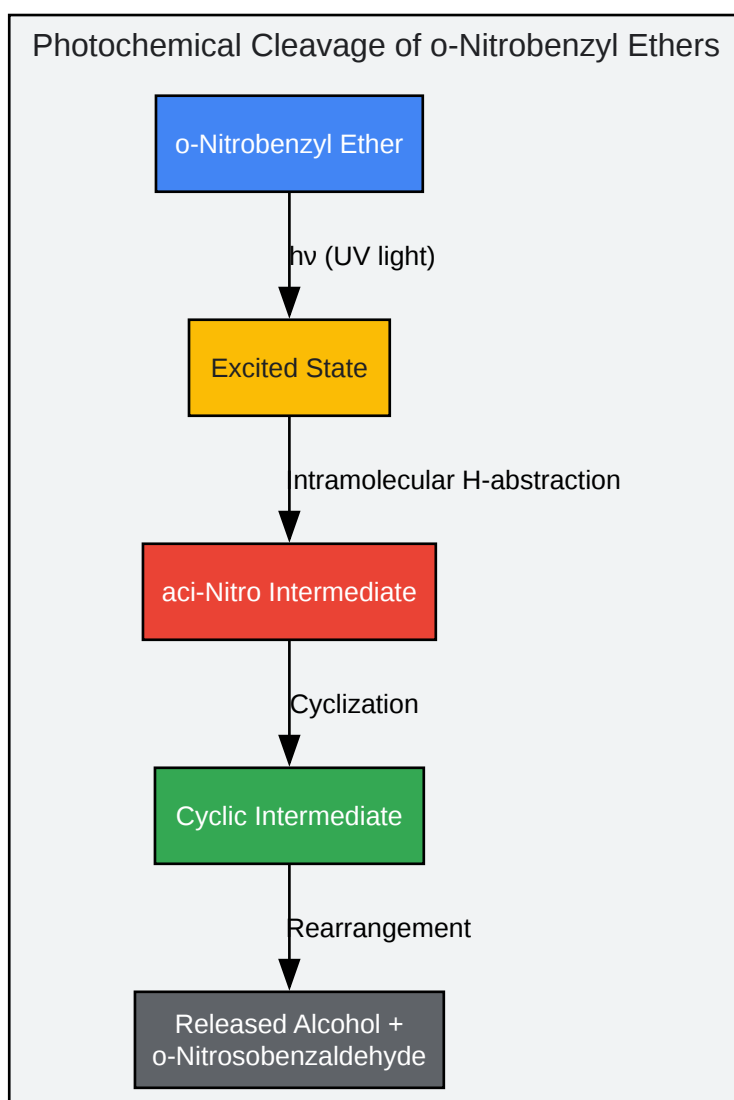 Photochemical Cleavage of o-Nitrobenzyl Ethers
o-Nitrobenzyl Ether
hν (UV light)
Excited State
Intramolecular H-abstraction
aci-Nitro Intermediate
Cyclization
Cyclic Intermediate
Rearrangement
Released Alcohol +
o-Nitrosobenzaldehyde